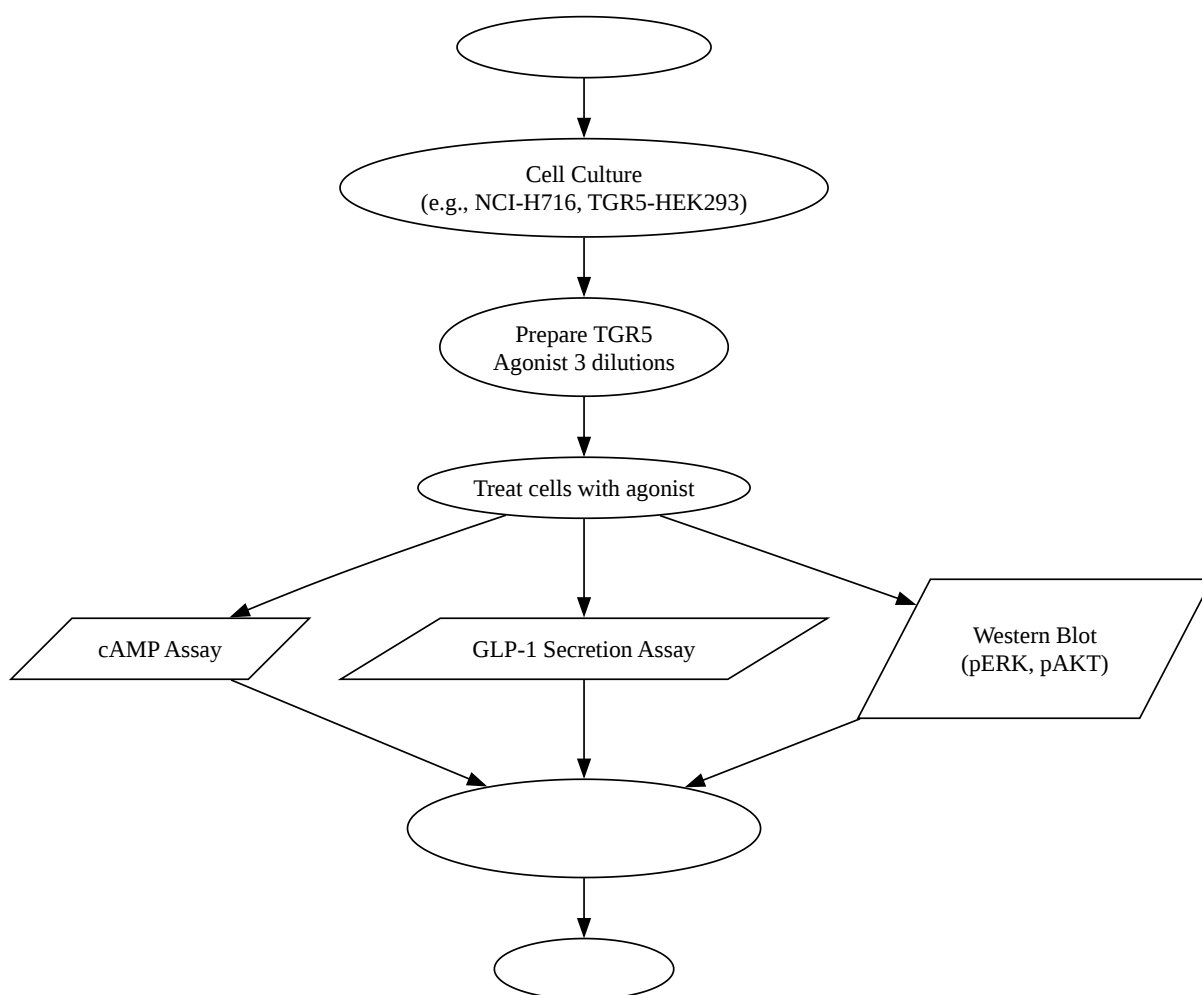 Cell Culture
(e.g., NCI-H716, TGR5-HEK293)
Prepare TGR5
Agonist 3 dilutions
Treat cells with agonist
cAMP Assay
GLP-1 Secretion Assay
Western Blot
(pERK, pAKT)